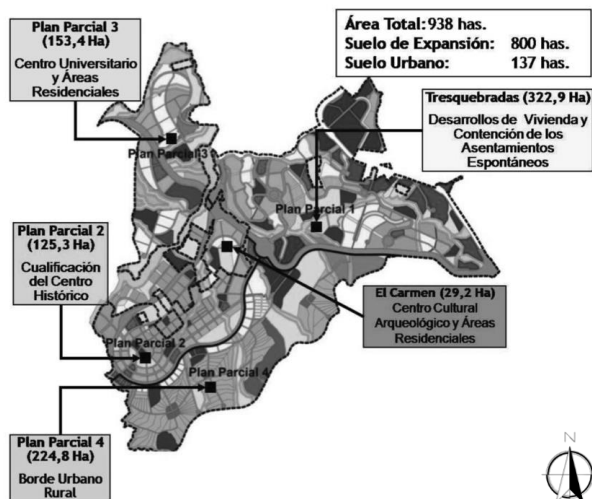 Plan Parcial 3
(153,4 Ha)
Centro Universitario
y Áreas
Residenciales
Área Total: 938 has.
Suelo de Expansión: 800 has.
Suelo Urbano: 137 has.
Tresquebradas (322,9 Ha)
Desarrollos de Vivienda y
Contención de los
Asentamientos
Espontáneos
Plan Parcial 3
Plan Parcial 1
Plan Parcial 2
(125,3 Ha)
Cualificación
del Centro
Histórico
El Carmen (29,2 Ha)
Centro Cultural
Arqueológico y Áreas
Residenciales
Plan Parcial 2
Plan Parcial 4
Plan Parcial 4
(224,8 Ha)
Borde Urbano
Rural
N